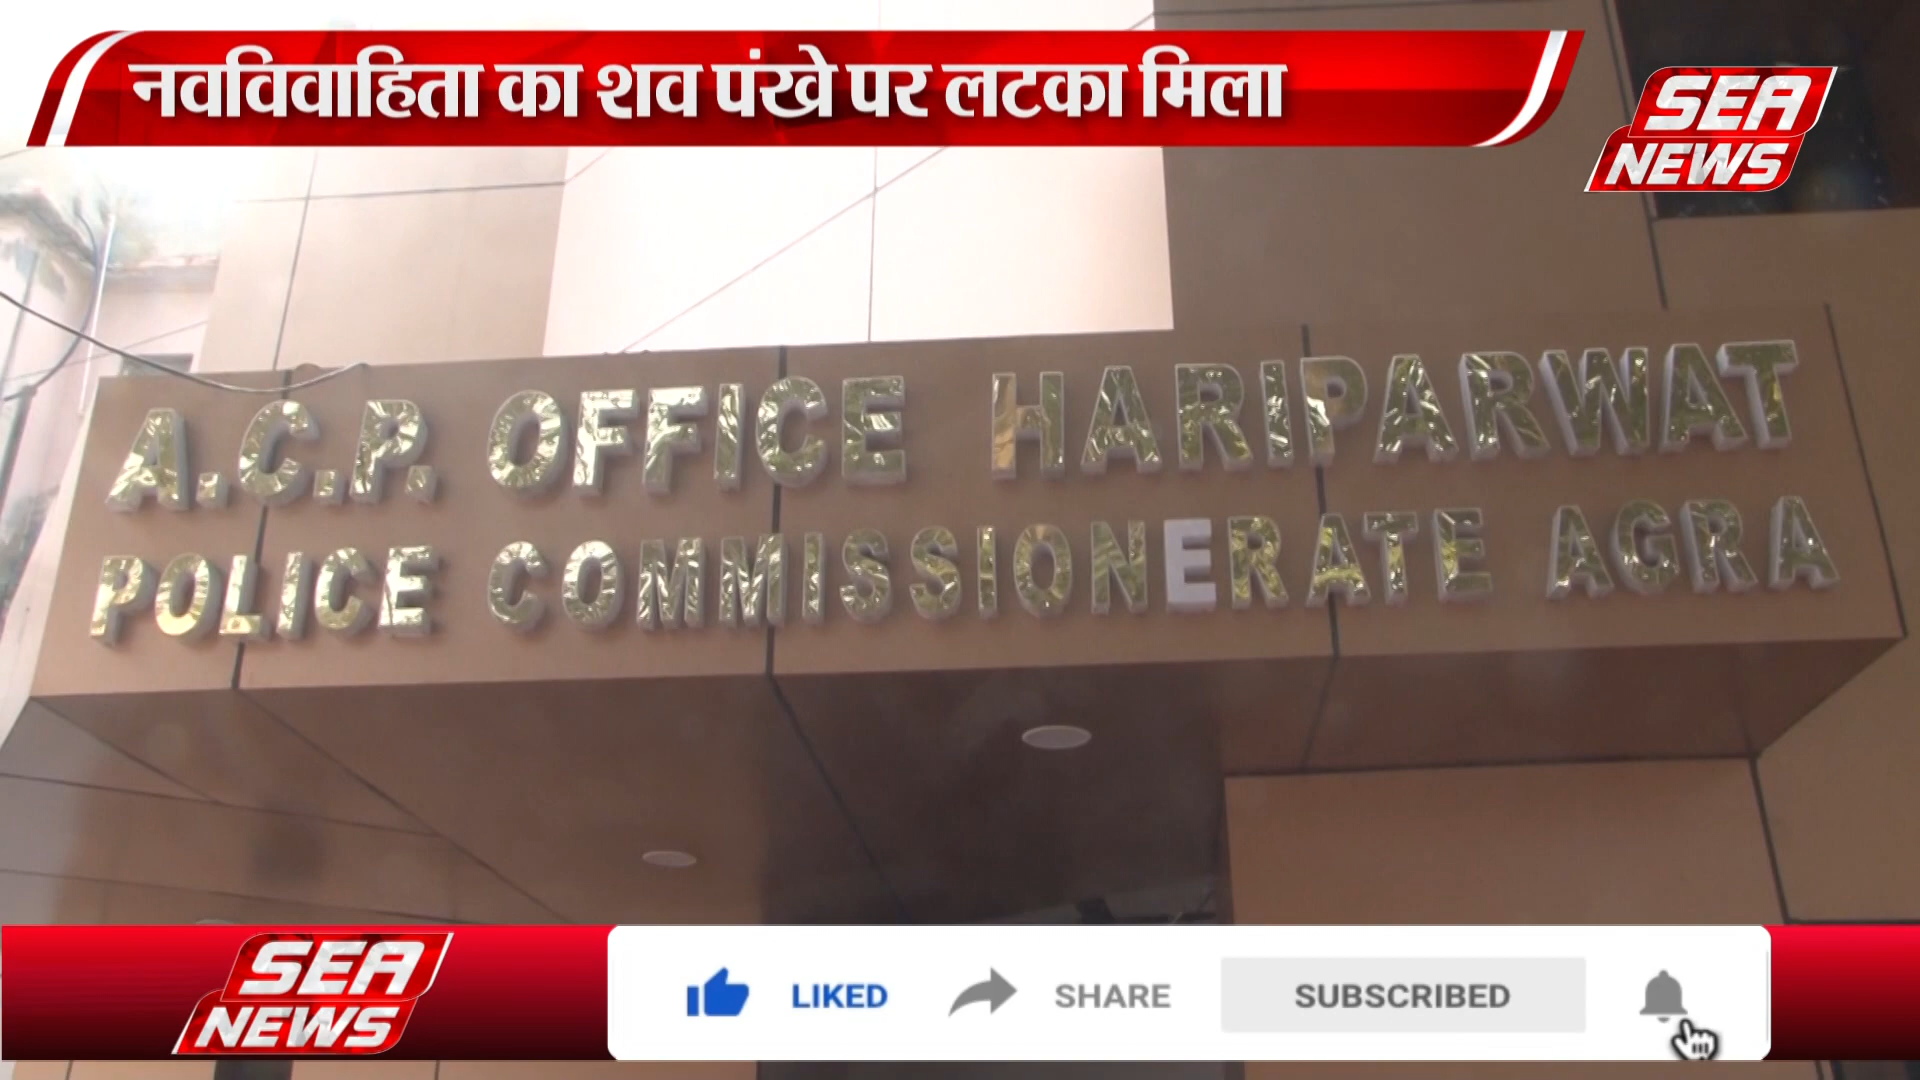 नवविवाहिता का शव पंखे पर लटका मिला
SEA
NEWS
A.C.P. OFFICE HARIPARWAT
POLICE COMMISSIONERATE AGRA
SEA
NEWS
LIKED
SHARE
SUBSCRIBED